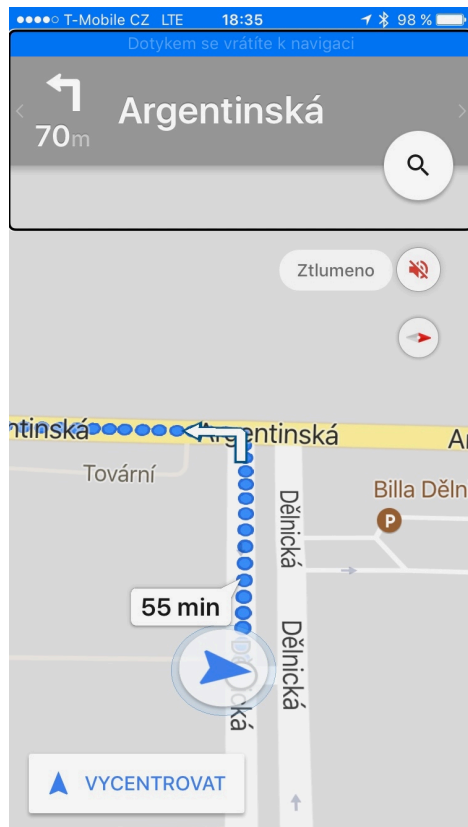 T-Mobile CZ LTE 18:35 98 %
Dotykem se vrátíte k navigaci
70m
Argentinská
Ztlumeno
ntinská
Argentinská
Tovární
Billa Děln
P
Dělnická
55 min
Dělnická
VYCENTROVAT